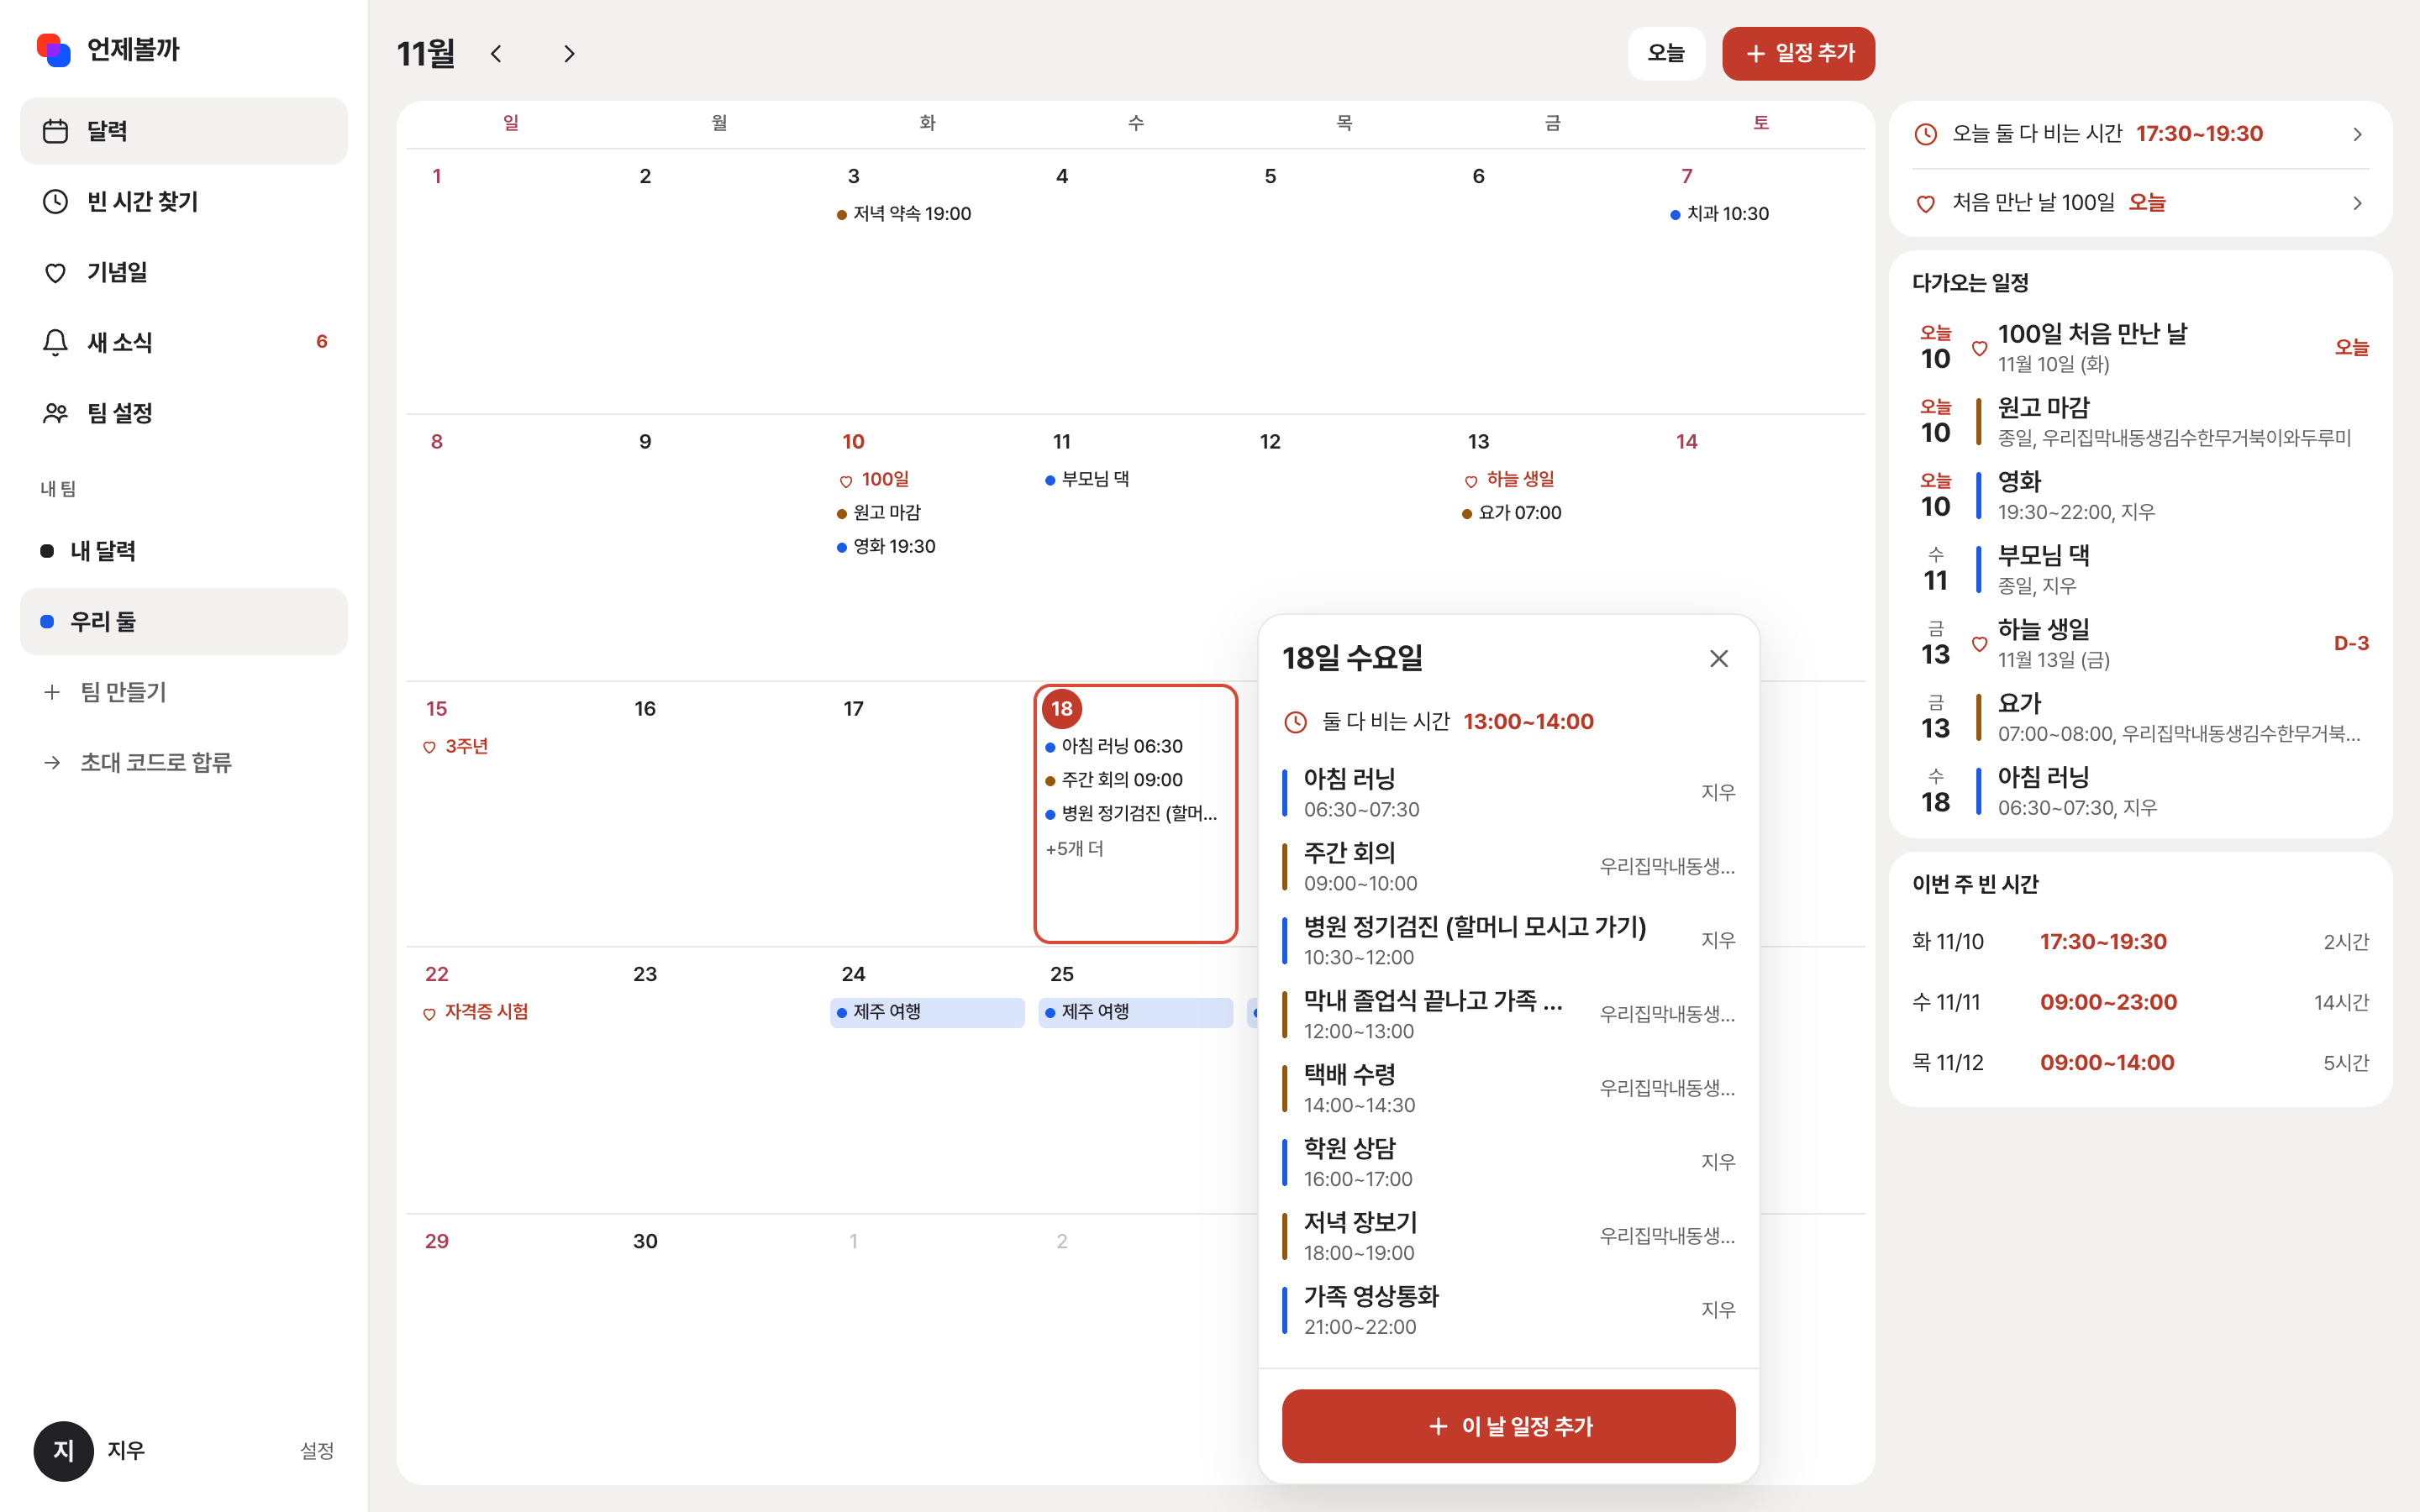 언제볼까
달력
빈 시간 찾기
기념일
새 소식 6
팀 설정
내 팀
내 달력
우리 둘
팀 만들기
초대 코드로 합류
지 지우 설정
11월
오늘
일정 추가
일 월 화 수 목 금 토
1 2 3 4 5 6 7
저녁 약속 19:00
치과 10:30
8 9 10 11 12 13 14
100일
원고 마감
영화 19:30
부모님 댁
하늘 생일
요가 07:00
15 16 17 18
3주년
아침 러닝 06:30
주간 회의 09:00
병원 정기검진 (할머...
+5개 더
22 23 24 25
자격증 시험
제주 여행
제주 여행
29 30 1 2
18일 수요일
둘 다 비는 시간 13:00~14:00
아침 러닝
06:30~07:30
지우
주간 회의
09:00~10:00
우리집막내동생...
병원 정기검진 (할머니 모시고 가기)
10:30~12:00
지우
막내 졸업식 끝나고 가족 ...
12:00~13:00
우리집막내동생...
택배 수령
14:00~14:30
우리집막내동생...
학원 상담
16:00~17:00
지우
저녁 장보기
18:00~19:00
우리집막내동생...
가족 영상통화
21:00~22:00
지우
이 날 일정 추가
오늘 둘 다 비는 시간 17:30~19:30
처음 만난 날 100일 오늘
다가오는 일정
오늘
10
100일 처음 만난 날
11월 10일 (화)
오늘
오늘
10
원고 마감
종일, 우리집막내동생김수한무거북이와두루미
오늘
10
영화
19:30~22:00, 지우
수
11
부모님 댁
종일, 지우
금
13
하늘 생일
11월 13일 (금)
D-3
금
13
요가
07:00~08:00, 우리집막내동생김수한무거북...
수
18
아침 러닝
06:30~07:30, 지우
이번 주 빈 시간
화 11/10 17:30~19:30 2시간
수 11/11 09:00~23:00 14시간
목 11/12 09:00~14:00 5시간